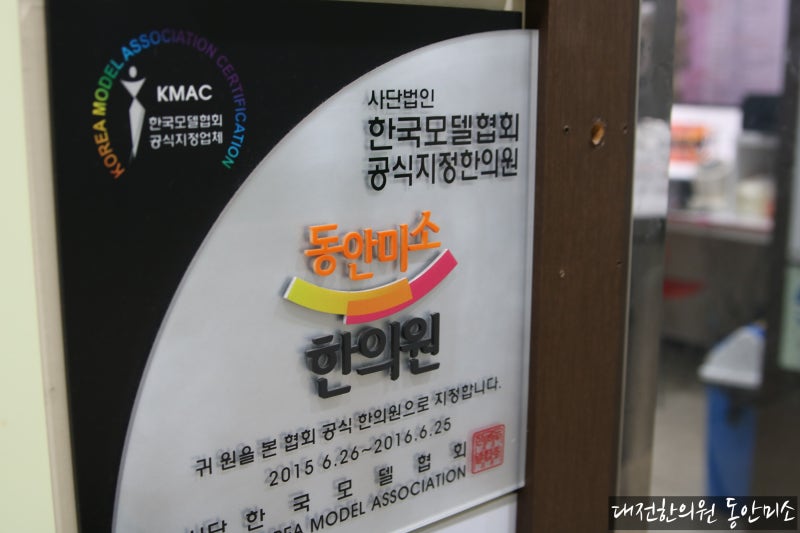 KOREA MODEL ASSOCIATION CERTIFICATION
KMAC
한국모델협회
공식지정업체
사단법인
한국모델협회
공식지정한의원
동안미소
한의원
귀 원을 본 협회 공식 한의원으로 지정합니다.
2015 6.26~2016.6.25
사단 한 국 모 델 협 회
KOREA MODEL ASSOCIATION
대전한의원 동안미소